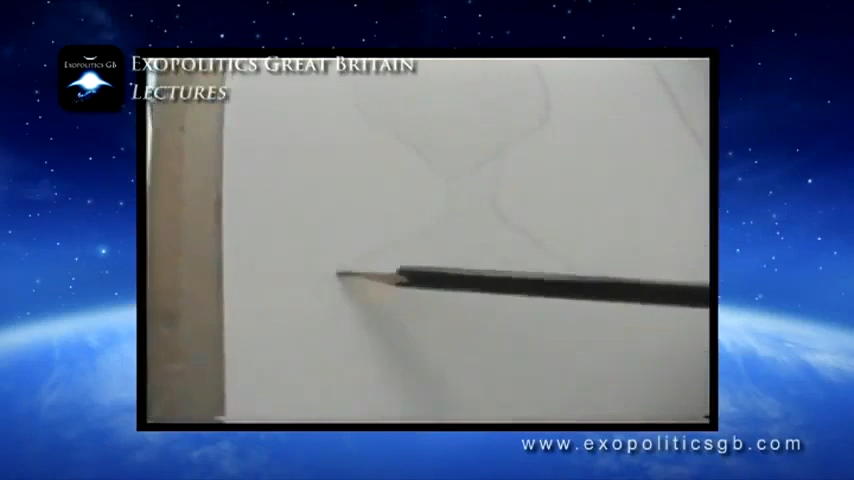 EXOPOLITICS GB
EXOPOLITICS GREAT BRITAIN
LECTURES
www.exopoliticsgb.com